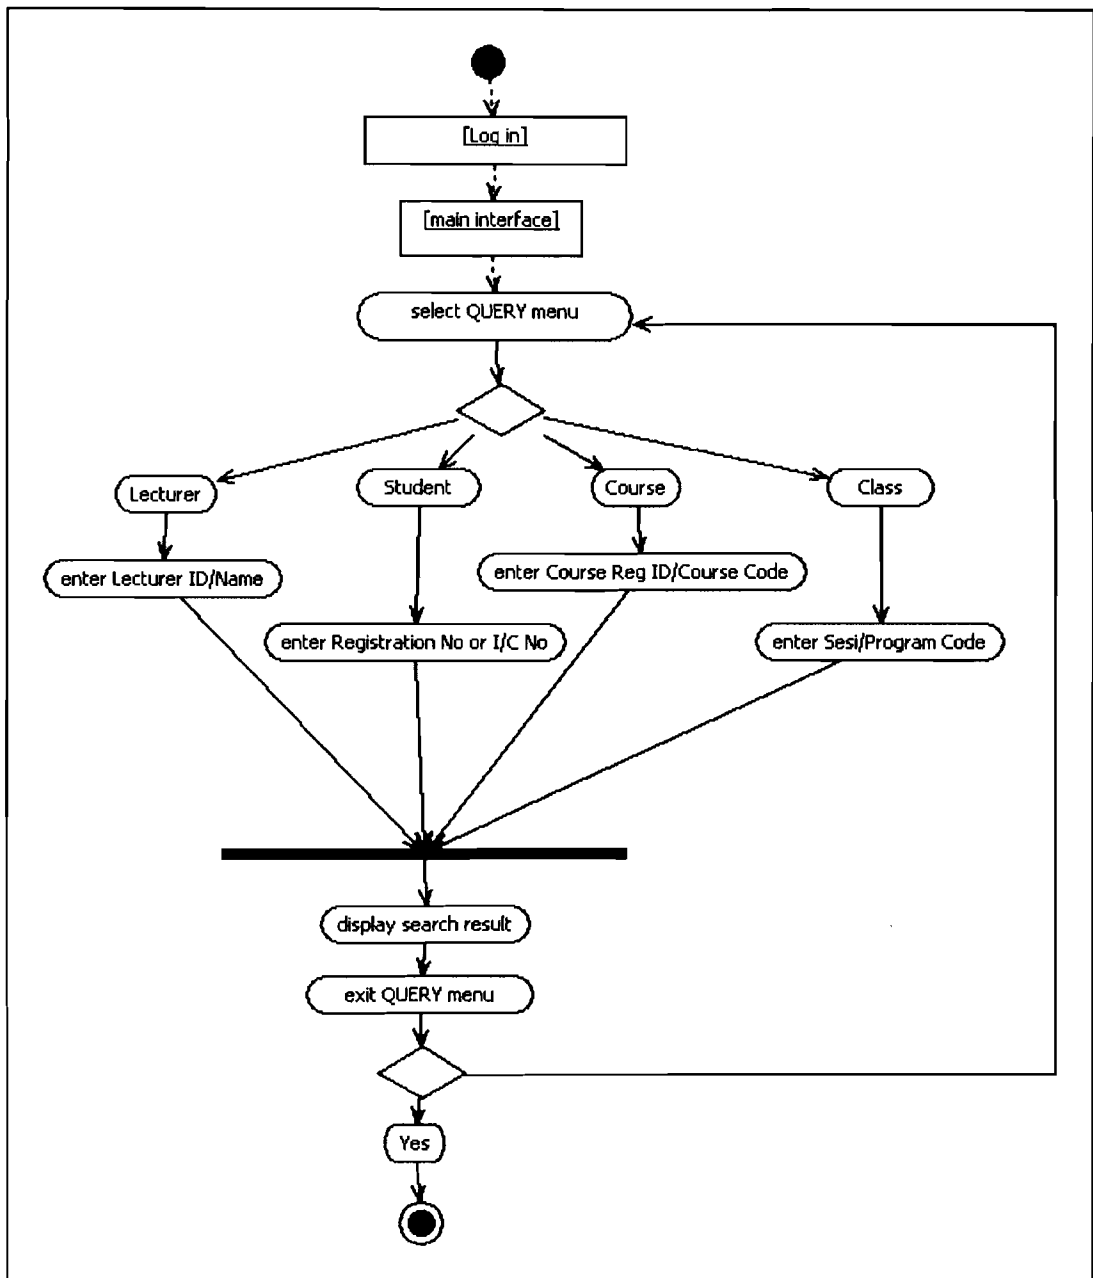 [Log in]
[main interface]
select QUERY menu
Lecturer
Student
Course
Class
enter Lecturer ID/Name
enter Course Reg ID/Course Code
enter Registration No or I/C No
enter Sesi/Program Code
display search result
exit QUERY menu
Yes